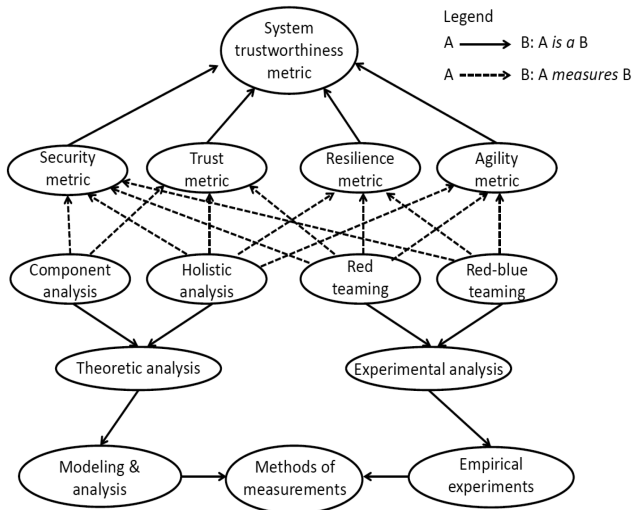 System
trustworthiness
metric
Legend
A B: A is a B
A B: A measures B
Security
metric
Trust
metric
Resilience
metric
Agility
metric
Component
analysis
Holistic
analysis
Red
teaming
Red-blue
teaming
Theoretic analysis
Experimental analysis
Modeling &
analysis
Methods of
measurements
Empirical
experiments